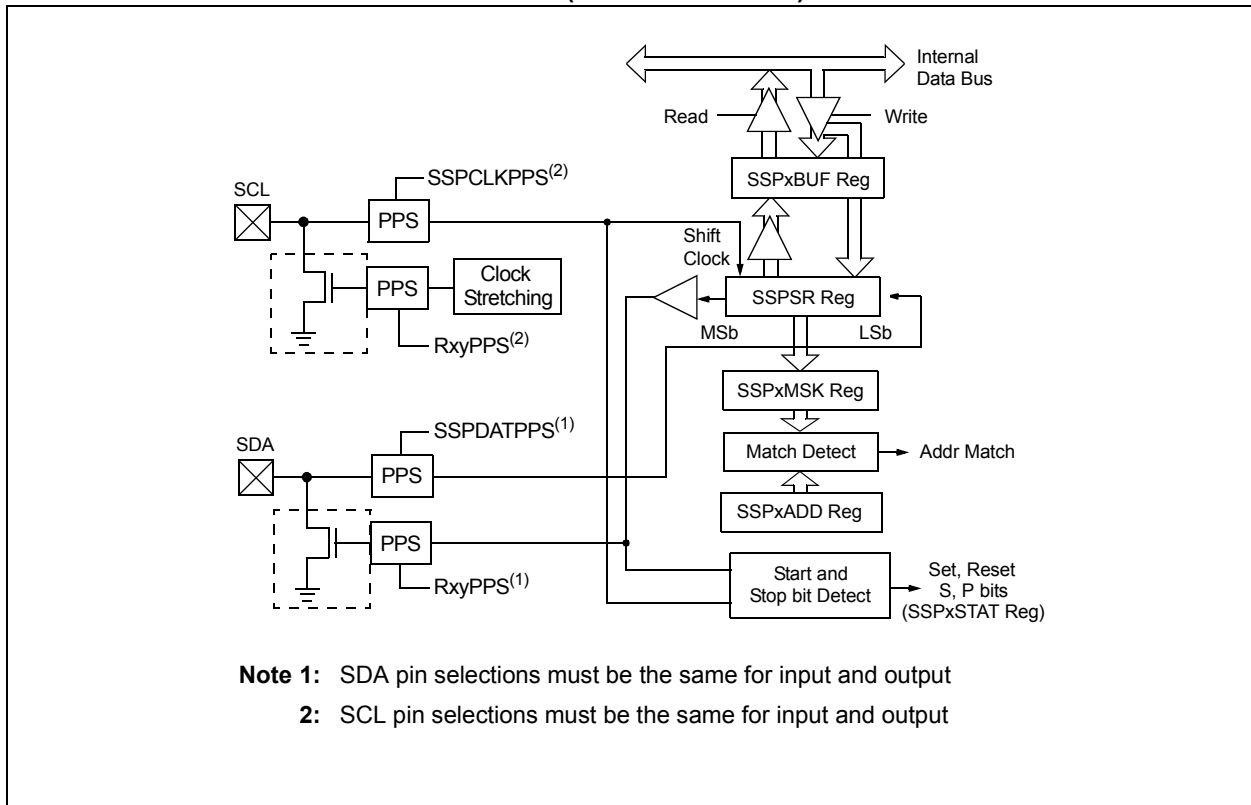 Internal
Data Bus
Read
Write
SSPxBUF Reg
SSPCLKPPS(2)
SCL
PPS
Shift
Clock
PPS
Clock
Stretching
SSPSR Reg
MSb
LSb
RxyPPS(2)
SSPxMSK Reg
SSPDATPPS(1)
SDA
PPS
Match Detect
Addr Match
SSPxADD Reg
PPS
RxyPPS(1)
Start and
Stop bit Detect
Set, Reset
S, P bits
(SSPxSTAT Reg)
Note 1: SDA pin selections must be the same for input and output
2: SCL pin selections must be the same for input and output